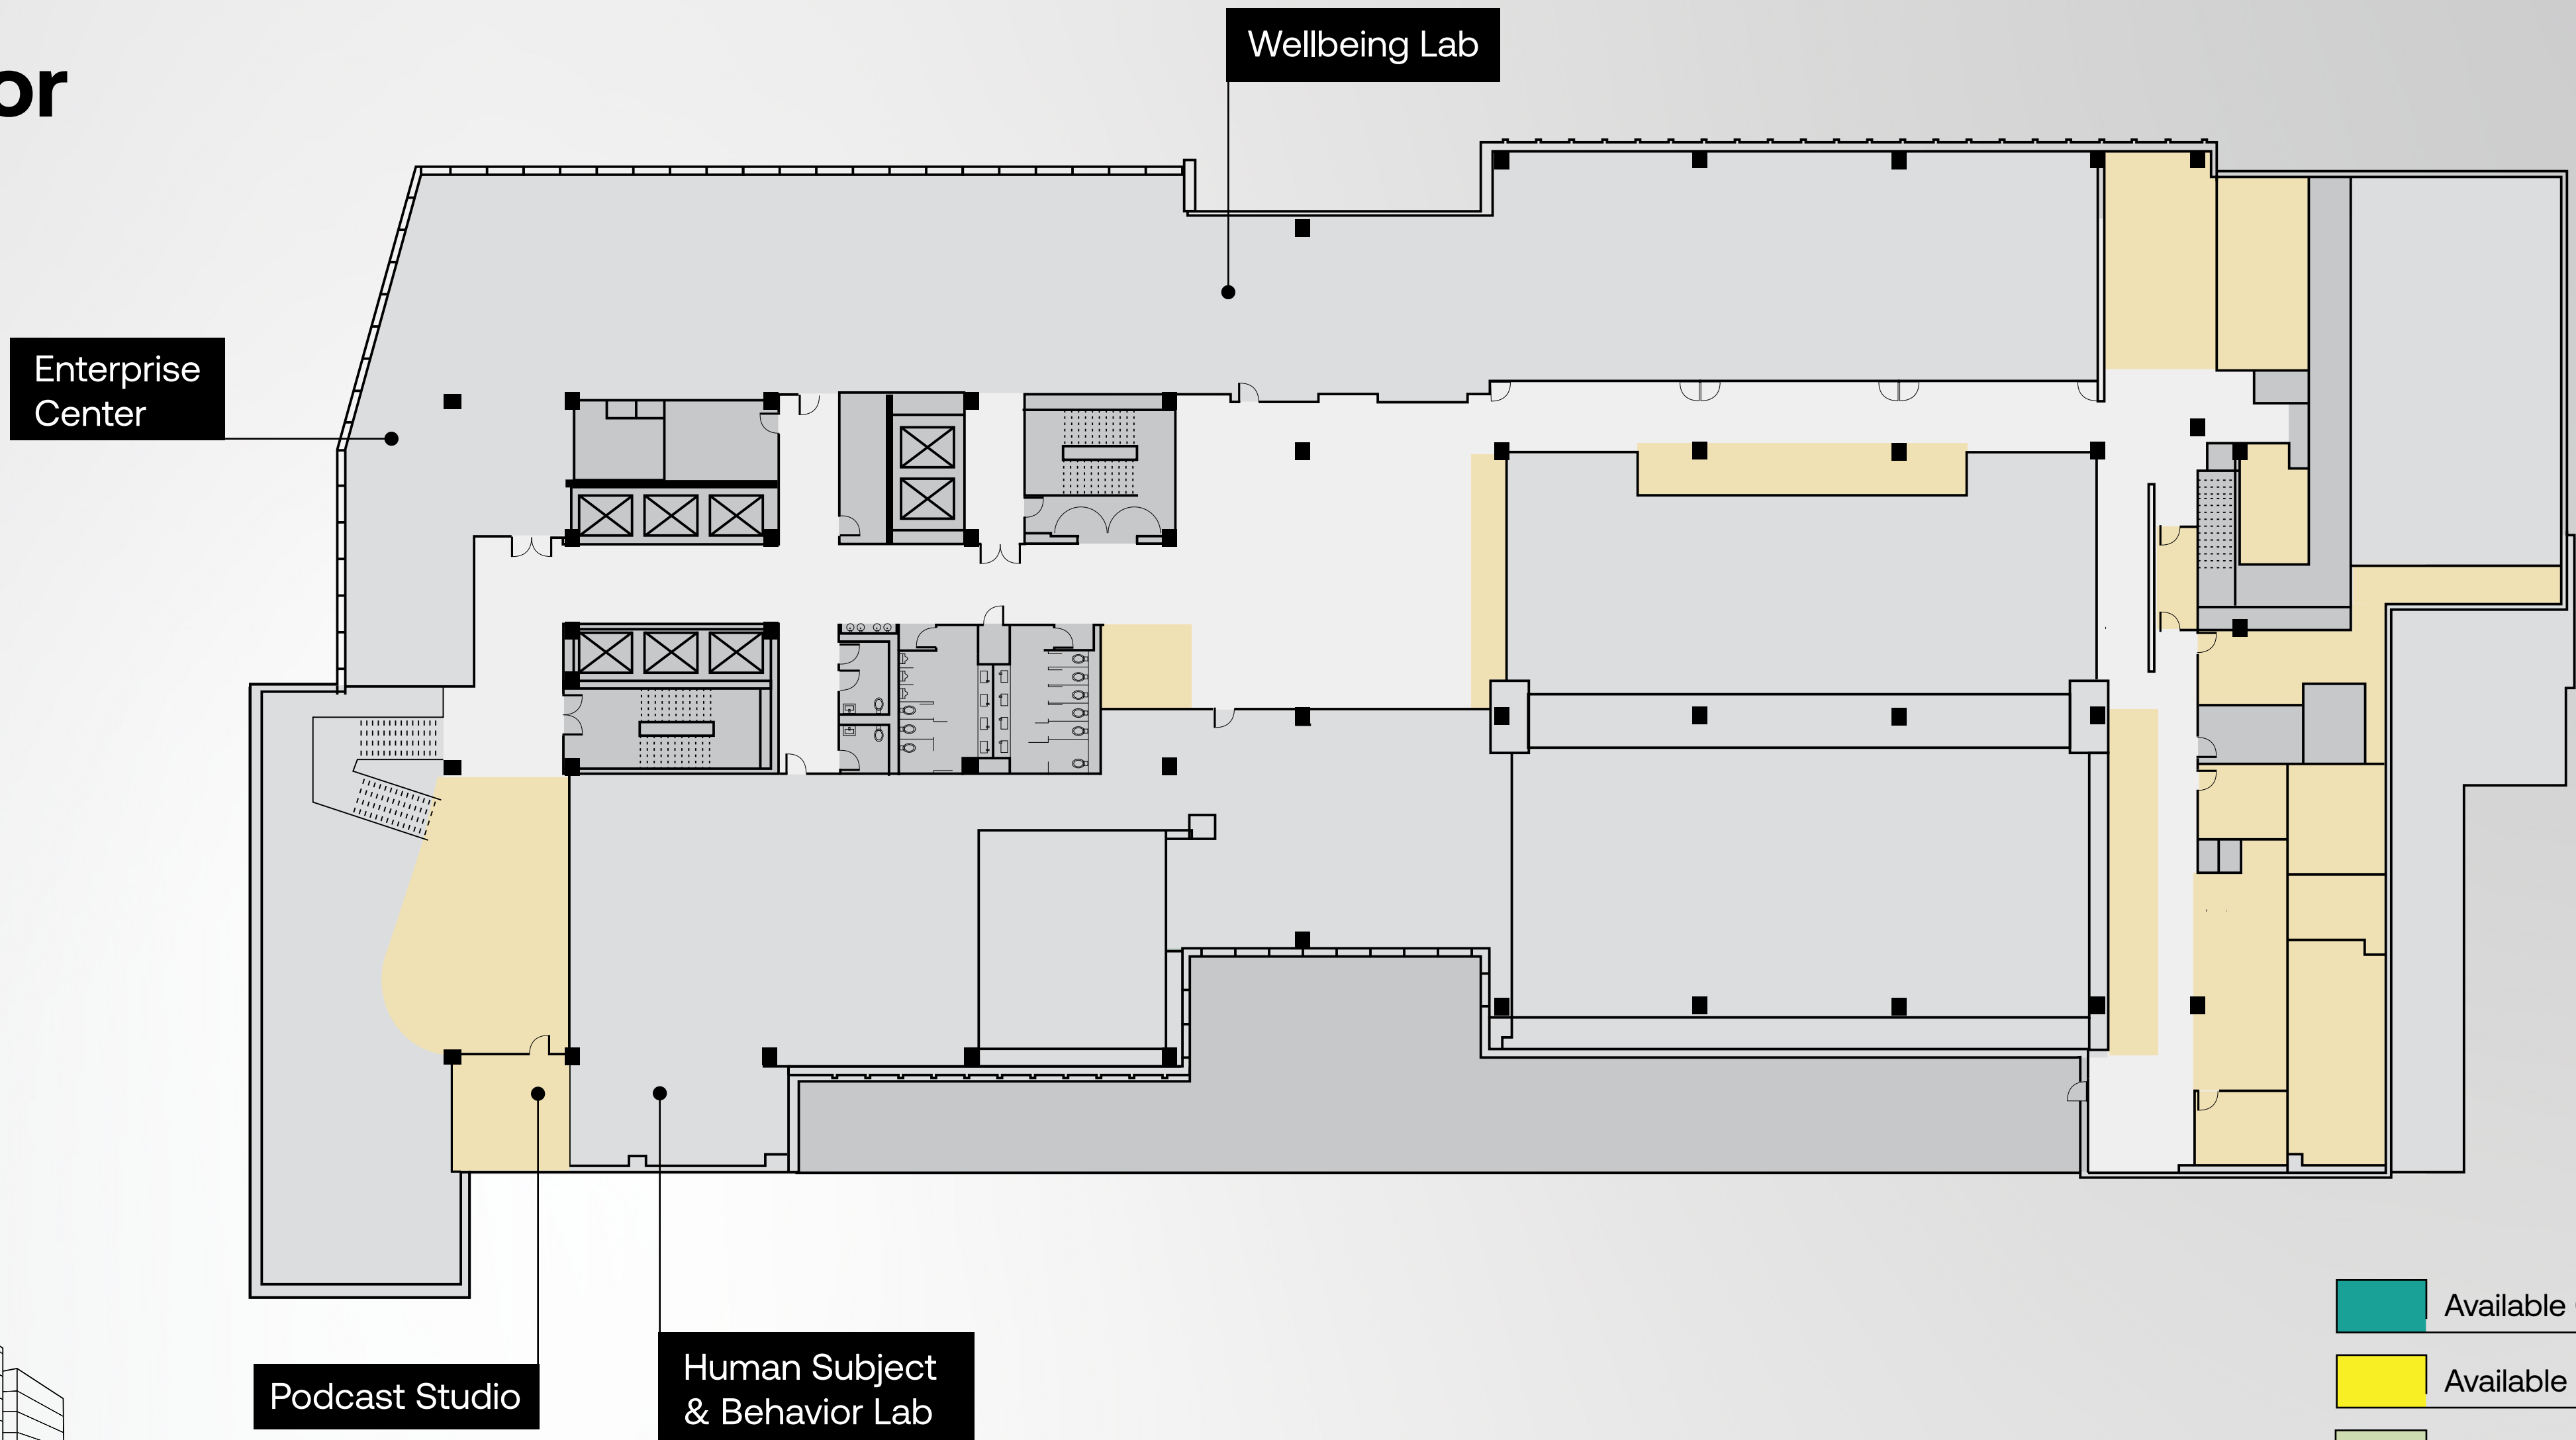 or
Wellbeing Lab
Enterprise
Center
Podcast Studio
Human Subject
& Behavior Lab
Available
Available